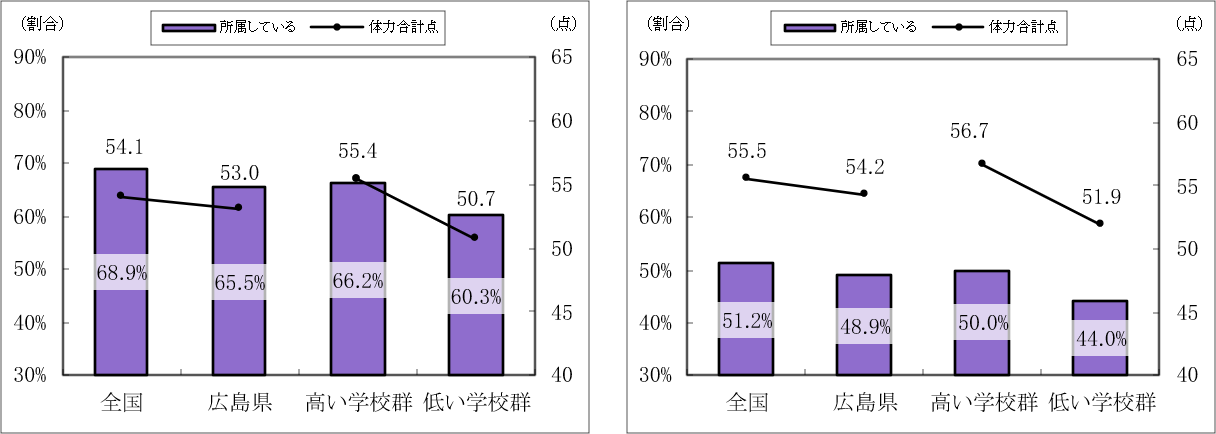 (割合)
所属している
体力合計点
(点)
90%
80%
70%
60%
50%
40%
30%
65
60
55
50
45
40
54.1
53.0
55.4
50.7
68.9%
65.5%
66.2%
60.3%
全国
広島県
高い学校群
低い学校群
(割合)
所属している
体力合計点
(点)
90%
80%
70%
60%
50%
40%
30%
65
60
55
50
45
40
55.5
54.2
56.7
51.9
51.2%
48.9%
50.0%
44.0%
全国
広島県
高い学校群
低い学校群